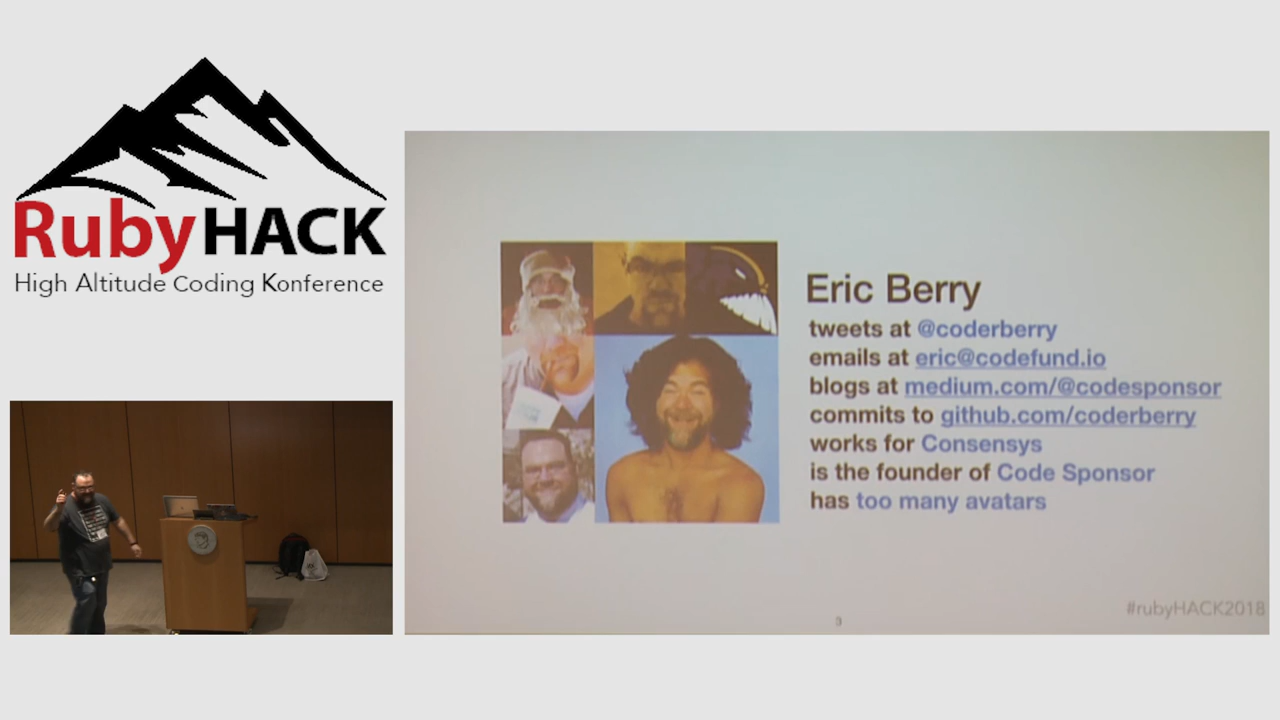 RubyHACK
High Altitude Coding Konference
Eric Berry
tweets at @coderberry
emails at eric@codefund.io
blogs at medium.com/@codesponsor
commits to github.com/coderberry
works for Consensys
is the founder of Code Sponsor
has too many avatars
#rubyHACK2018